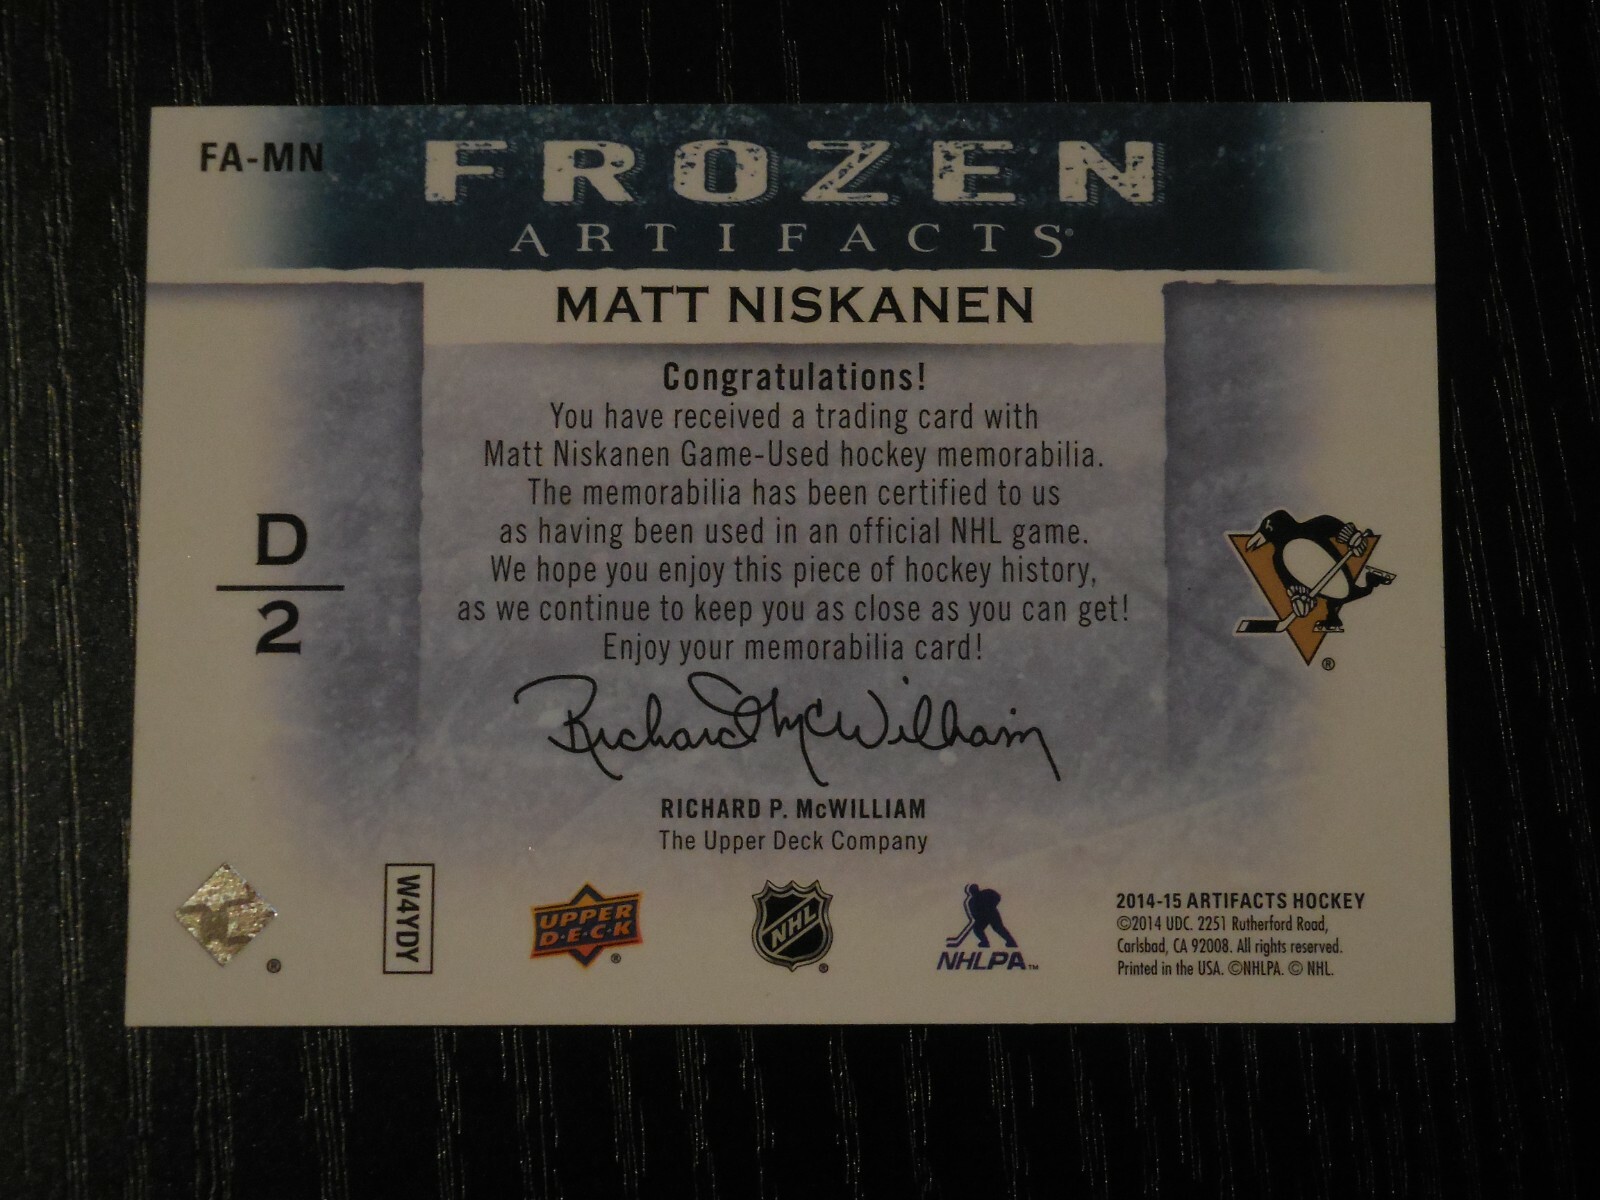 FA-MN
FROZEN
ARTIFACTS®
MATT NISKANEN
Congratulations!
You have received a trading card with
Matt Niskanen Game-Used hockey memorabilia.
The memorabilia has been certified to us
as having been used in an official NHL game.
We hope you enjoy this piece of hockey history,
as we continue to keep you as close as you can get!
Enjoy your memorabilia card!
D
2
®
Richard McWilliam
RICHARD P. McWILLIAM
The Upper Deck Company
®
W4YDY
UPPER
D·E·C·K
®
NHL
®
NHLPA™
2014-15 ARTIFACTS HOCKEY
©2014 UDC. 2251 Rutherford Road,
Carlsbad, CA 92008. All rights reserved.
Printed in the USA. ©NHLPA. © NHL.